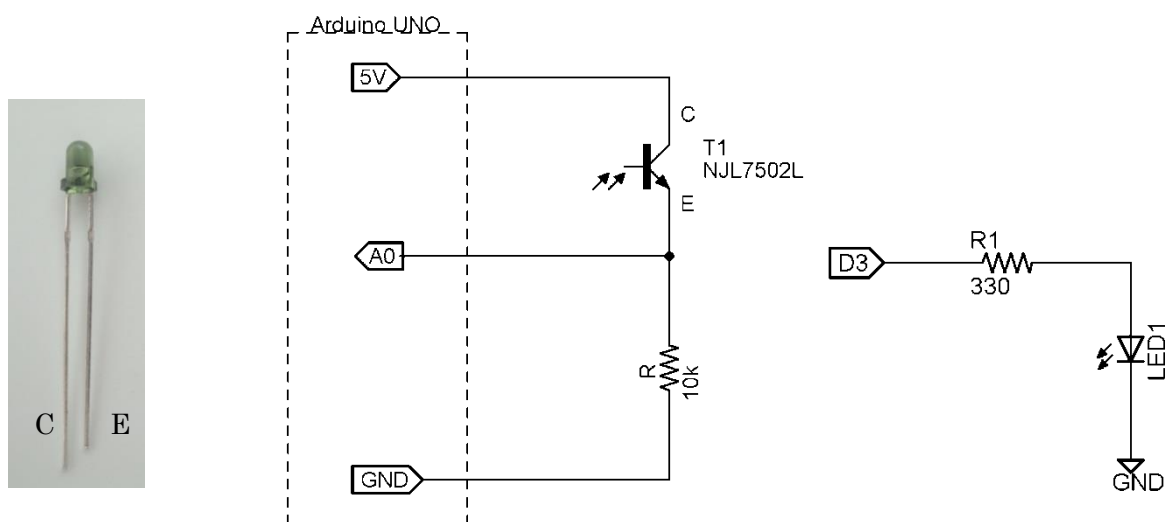 Arduino UNO
5V
C
T1
NJL7502L
E
A0
R1
D3
330
R
10k
LED1
C E
GND
GND